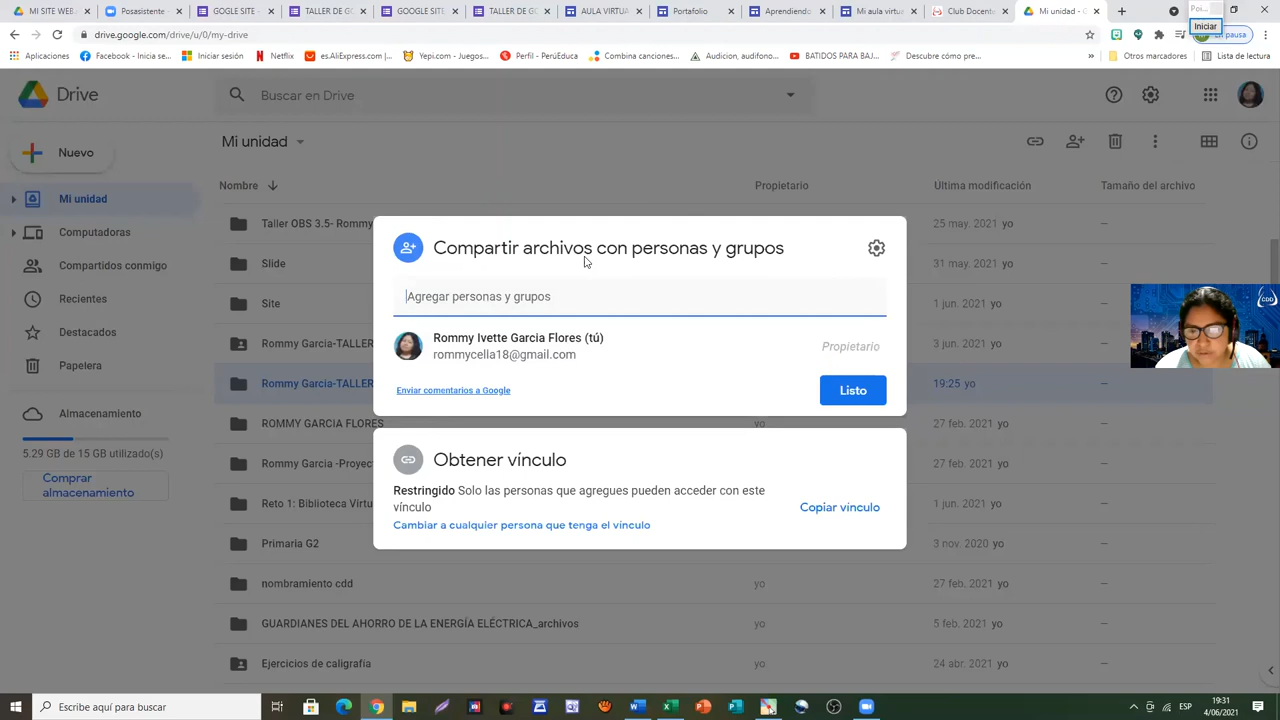 Mi SITE WEB
Posasistente
GOGLE SITE
TALLER DE GO
GOOGLE SITE
TALLER DE GO
AULA VIRTUA
Portafolio
Aprendiendo
Mi aula virtua
Club Docente
Mi unidad - G
Poi...
Iniciar
drive.google.com/drive/u/0/my-drive
En pausa
Aplicaciones
Facebook - Inicia se...
Iniciar sesión
Netflix
es.AliExpress.com |...
Yepi.com - Juegos...
Perfil - PerúEduca
Combina canciones...
Audicion, audifono...
BATIDOS PARA BAJ...
Descubre cómo pre...
»
Otros marcadores
Lista de lectura
Drive
Buscar en Drive
Nuevo
Mi unidad
Mi unidad
Computadoras
Compartidos conmigo
Recientes
Destacados
Papelera
Almacenamiento
5.29 GB de 15 GB utilizado(s)
Comprar
almacenamiento
Nombre
Propietario
Última modificación
Tamaño del archivo
Taller OBS 3.5- Rommy
25 may. 2021 yo
—
Slide
31 may. 2021 yo
—
Site
1 jun. 2021 yo
—
Rommy Garcia-TALLER
3 jun. 2021 yo
—
Rommy Garcia-TALLER
19:25 yo
—
ROMMY GARCIA FLORES
yo
27 feb. 2021 yo
—
Rommy Garcia -Proyec
27 feb. 2021 yo
—
Reto 1: Biblioteca Virtu
1 jun. 2021 yo
—
Primaria G2
3 nov. 2020 yo
—
nombramiento cdd
yo
27 feb. 2021 yo
—
GUARDIANES DEL AHORRO DE LA ENERGÍA ELÉCTRICA_archivos
yo
5 feb. 2021 yo
—
Ejercicios de caligrafía
yo
24 abr. 2021 yo
—
Compartir archivos con personas y grupos
Agregar personas y grupos
Rommy Ivette Garcia Flores (tú)
rommycella18@gmail.com
Propietario
Enviar comentarios a Google
Listo
Obtener vínculo
Restringido Solo las personas que agregues pueden acceder con este
vínculo
Copiar vínculo
Cambiar a cualquier persona que tenga el vínculo
CDD
Escribe aquí para buscar
ESP
19:31
4/06/2021